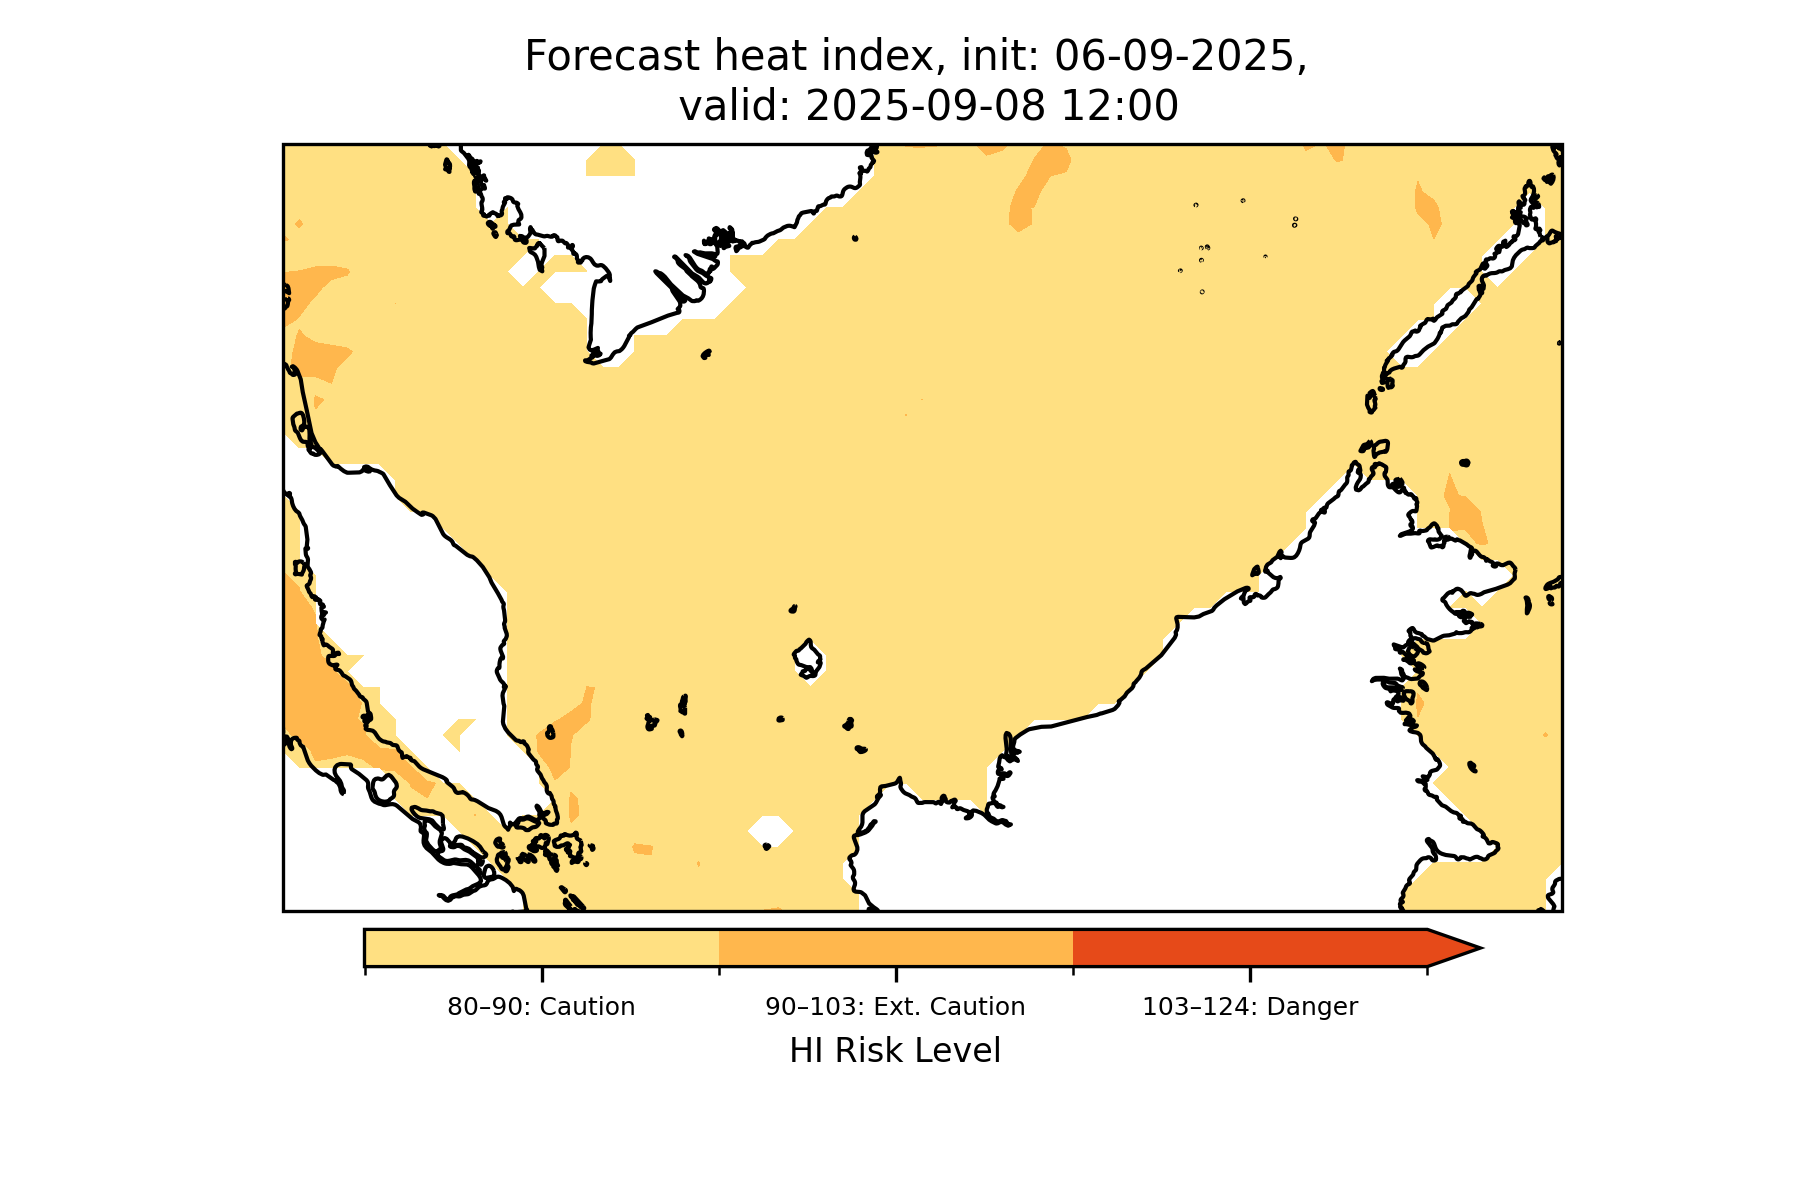 Forecast heat index, init: 06-09-2025,
valid: 2025-09-08 12:00
80–90: Caution
90–103: Ext. Caution
103–124: Danger
HI Risk Level